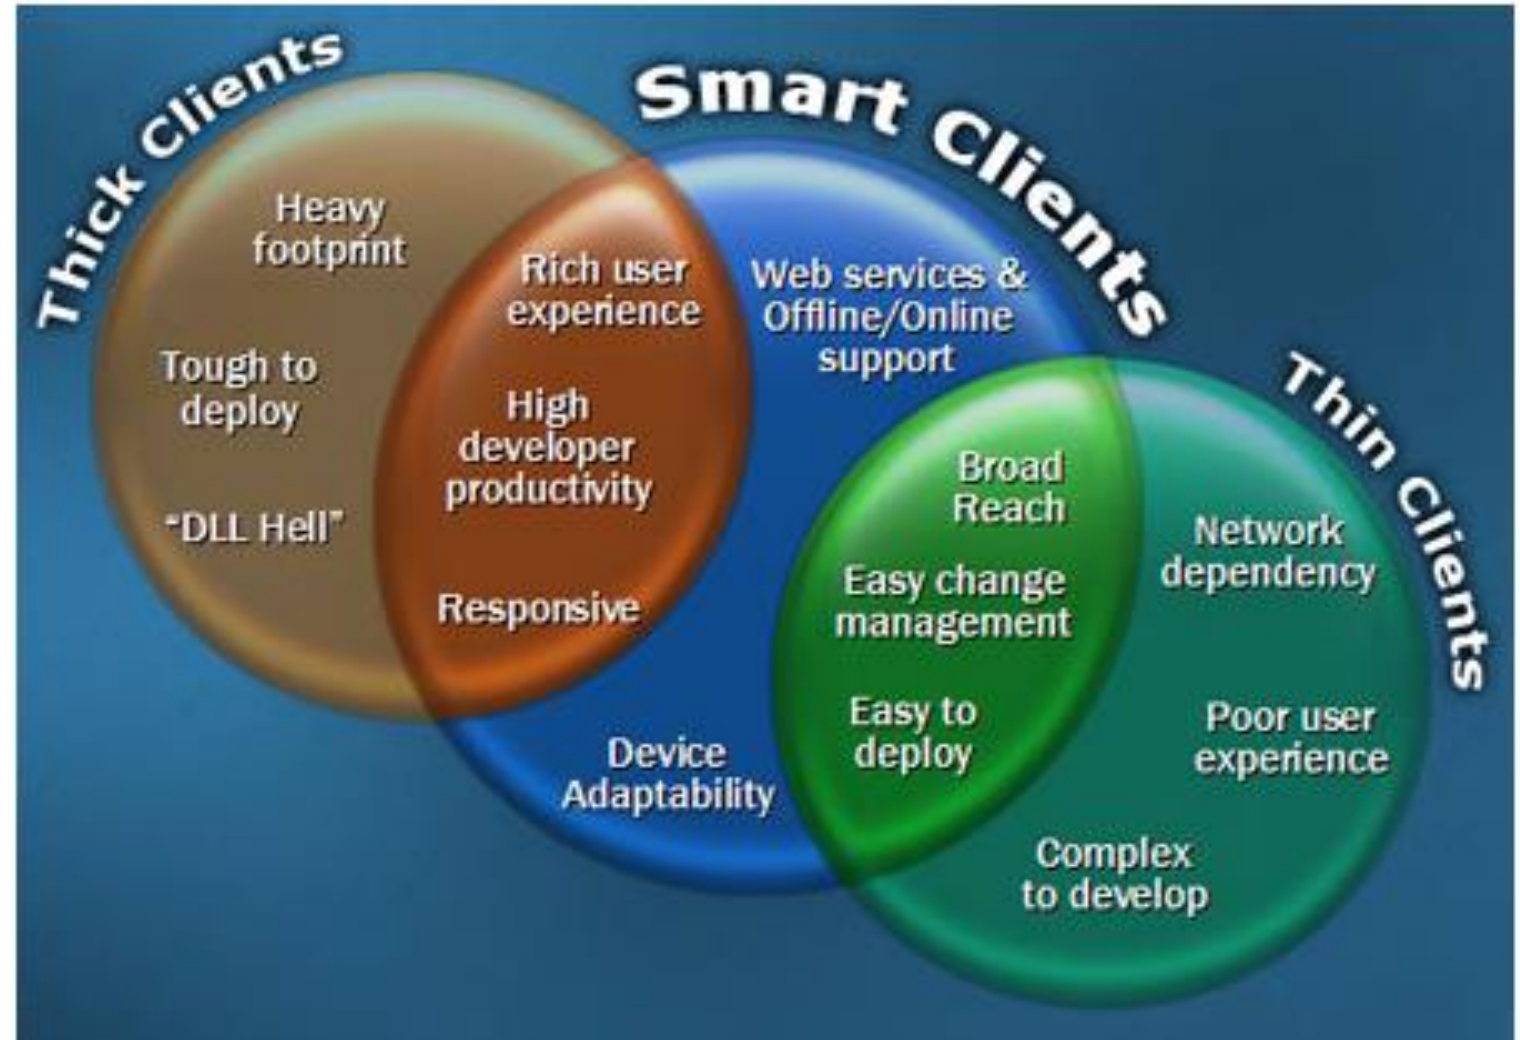 Thick Clients
Smart Clients
Thin Clients
Heavy
footprint
Tough to
deploy
"DLL Hell"
Rich user
experience
High
developer
productivity
Responsive
Web services &
Offline/Online
support
Device
Adaptability
Broad
Reach
Easy change
management
Easy to
deploy
Network
dependency
Poor user
experience
Complex
to develop